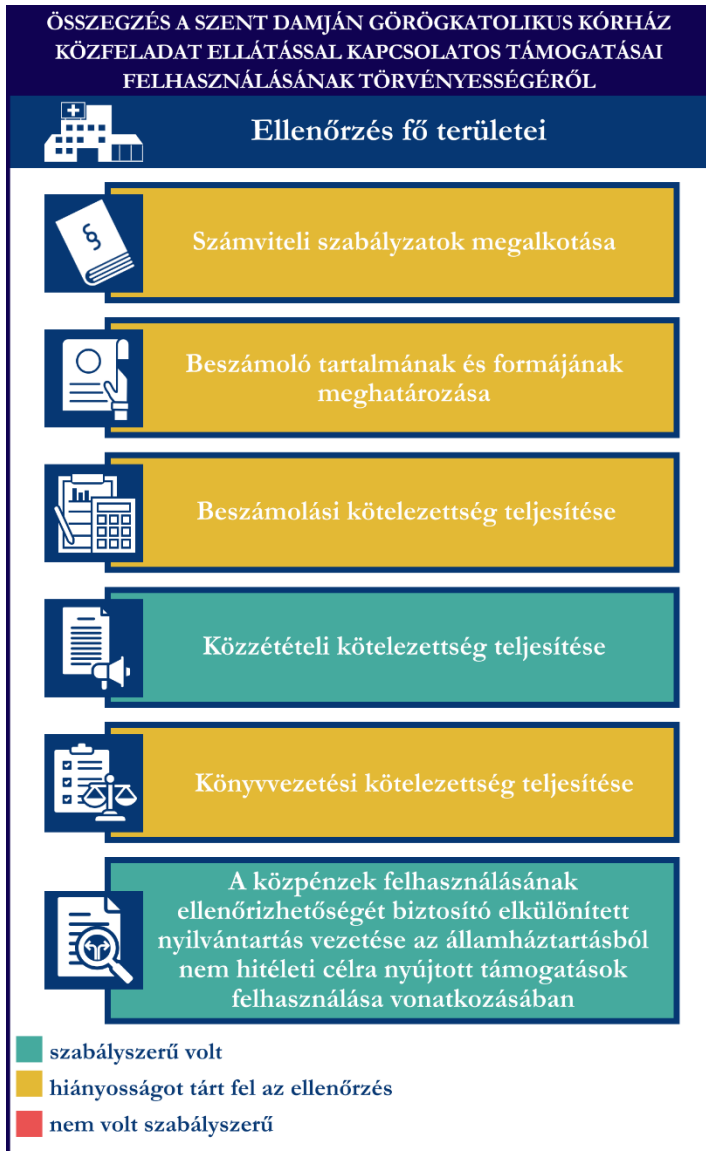 ÖSSZEGZÉS A SZENT DAMJÁN GÖRÖGKATOLIKUS KÓRHÁZ
KÖZFELADAT ELLÁTÁSSAL KAPCSOLATOS TÁMOGATÁSAI
FELHASZNÁLÁSÁNAK TÖRVÉNYESSÉGÉRŐL
Ellenőrzés fő területei
§
Számviteli szabályzatok megalkotása
Beszámoló tartalmának és formájának
meghatározása
Beszámolási kötelezettség teljesítése
Közzétételi kötelezettség teljesítése
Könyvvezetési kötelezettség teljesítése
A közpénzek felhasználásának
ellenőrizhetőségét biztosító elkülönített
nyilvántartás vezetése az államháztartásból
nem hitéleti célra nyújtott támogatások
felhasználása vonatkozásában
szabályszerű volt
hiányosságot tárt fel az ellenőrzés
nem volt szabályszerű